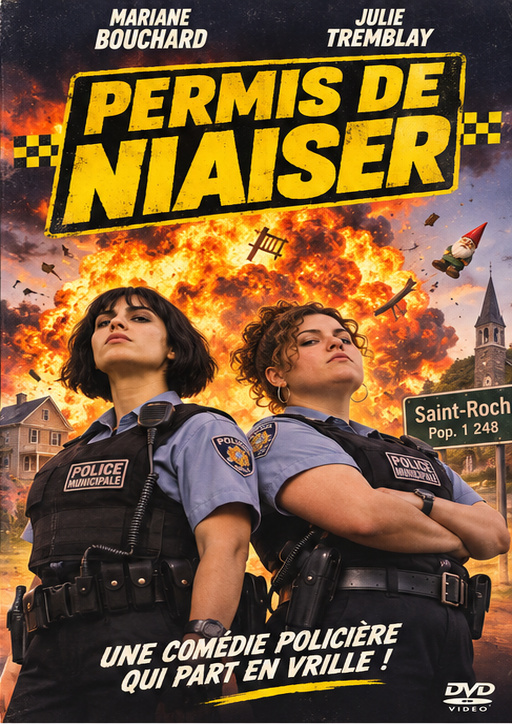 MARIANE
BOUCHARD
JULIE
TREMBLAY
PERMIS DE
NIAISER
Saint-Roch
Pop. 1 248
POLICE
POLICE
MUNICIPALE
POLICE
MUNICIPALE
UNE COMÉDIE POLICIÈRE
QUI PART EN VRILLE !
DVD
VIDEO